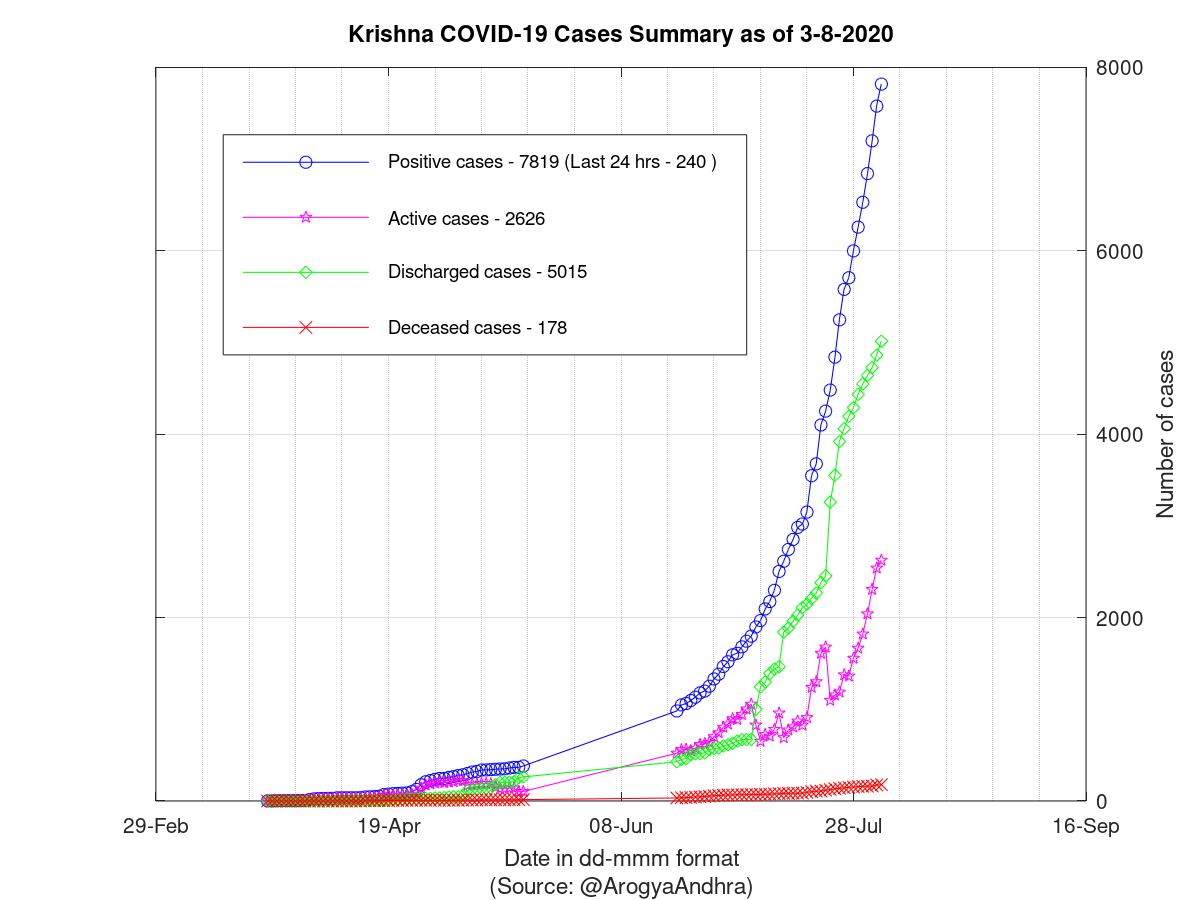 Krishna COVID-19 Cases Summary as of 3-8-2020
8000
Positive cases - 7819 (Last 24 hrs - 240 )
Active cases - 2626
6000
Discharged cases - 5015
Deceased cases - 178
4000
2000
0
Number of cases
29-Feb 19-Apr 08-Jun 28-Jul 16-Sep
Date in dd-mmm format
(Source: @ArogyaAndhra)